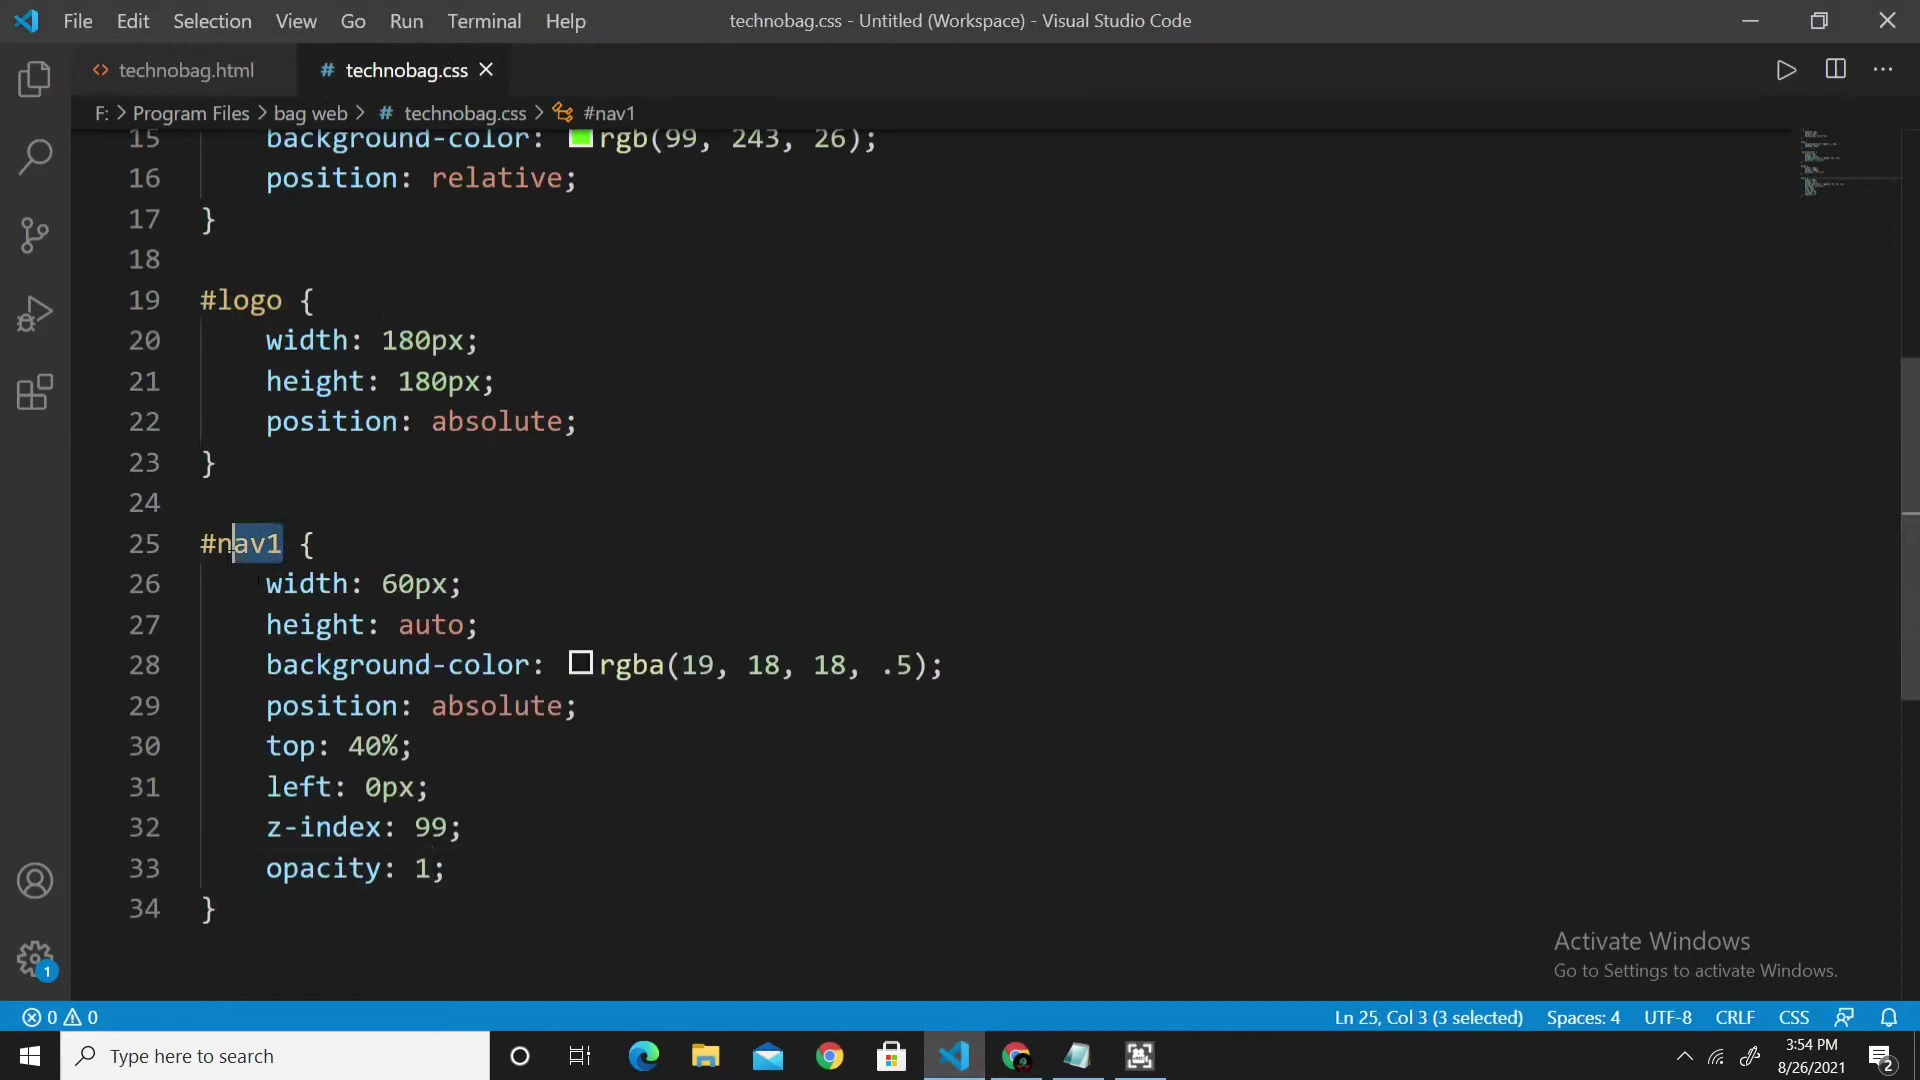 File Edit Selection View Go Run Terminal Help technobag.css - Untitled (Workspace) - Visual Studio Code
technobag.html # technobag.css
F: > Program Files > bag web > # technobag.css > #nav1
15 background-color: rgb(99, 243, 26);
16 position: relative;
17 }
18
19 #logo {
20 width: 180px;
21 height: 180px;
22 position: absolute;
23 }
24
25 #nav1 {
26 width: 60px;
27 height: auto;
28 background-color: rgba(19, 18, 18, .5);
29 position: absolute;
30 top: 40%;
31 left: 0px;
32 z-index: 99;
33 opacity: 1;
34 }
Activate Windows
Go to Settings to activate Windows.
1
0 0 Ln 25, Col 3 (3 selected) Spaces: 4 UTF-8 CRLF CSS
Type here to search
3:54 PM
8/26/2021
2